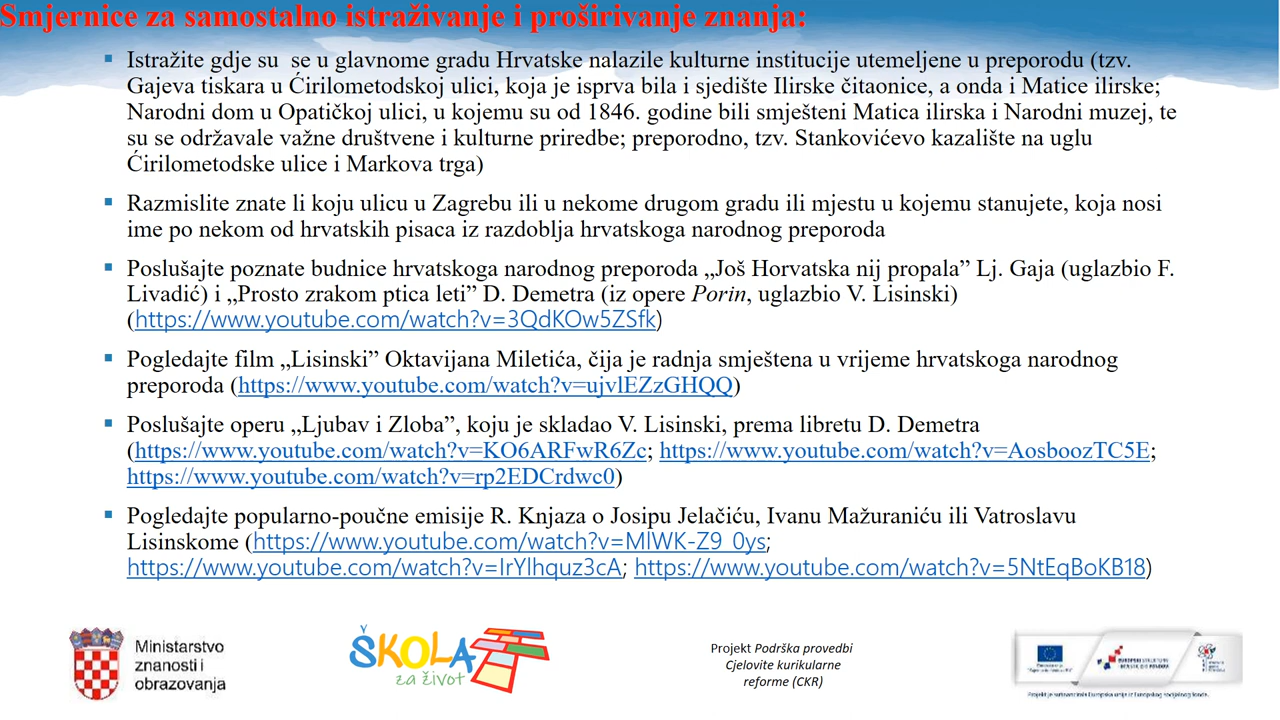 Smjernice za samostalno istraživanje i proširivanje znanja:
▪ Istražite gdje su se u glavnome gradu Hrvatske nalazile kulturne institucije utemeljene u preporodu (tzv.
Gajeva tiskara u Ćirilometodskoj ulici, koja je isprva bila i sjedište Ilirske čitaonice, a onda i Matice ilirske;
Narodni dom u Opatičkoj ulici, u kojemu su od 1846. godine bili smješteni Matica ilirska i Narodni muzej, te
su se održavale važne društvene i kulturne priredbe; preporodno, tzv. Stankovićevo kazalište na uglu
Ćirilometodske ulice i Markova trga)
▪ Razmislite znate li koju ulicu u Zagrebu ili u nekome drugom gradu ili mjestu u kojemu stanujete, koja nosi
ime po nekom od hrvatskih pisaca iz razdoblja hrvatskoga narodnog preporoda
▪ Poslušajte poznate budnice hrvatskoga narodnog preporoda „Još Horvatska nij propala” Lj. Gaja (uglazbio F.
Livadić) i „Prosto zrakom ptica leti” D. Demetra (iz opere Porin, uglazbio V. Lisinski)
(https://www.youtube.com/watch?v=3QdKOw5ZSfk)
▪ Pogledajte film „Lisinski” Oktavijana Miletića, čija je radnja smještena u vrijeme hrvatskoga narodnog
preporoda (https://www.youtube.com/watch?v=ujvlEZzGHQQ)
▪ Poslušajte operu „Ljubav i Zloba”, koju je skladao V. Lisinski, prema libretu D. Demetra
(https://www.youtube.com/watch?v=KO6ARFwR6Zc; https://www.youtube.com/watch?v=AosboozTC5E;
https://www.youtube.com/watch?v=rp2EDCrdwc0)
▪ Pogledajte popularno-poučne emisije R. Knjaza o Josipu Jelačiću, Ivanu Mažuraniću ili Vatroslavu
Lisinskome (https://www.youtube.com/watch?v=MlWK-Z9_0ys;
https://www.youtube.com/watch?v=IrYlhquz3cA; https://www.youtube.com/watch?v=5NtEqBoKB18)
Ministarstvo
znanosti i
obrazovanja
ŠKOLA
za život
Projekt Podrška provedbi
Cjelovite kurikularne
reforme (CKR)
Projekt je sufinancirala Europska unija iz Europskog socijalnog fonda.